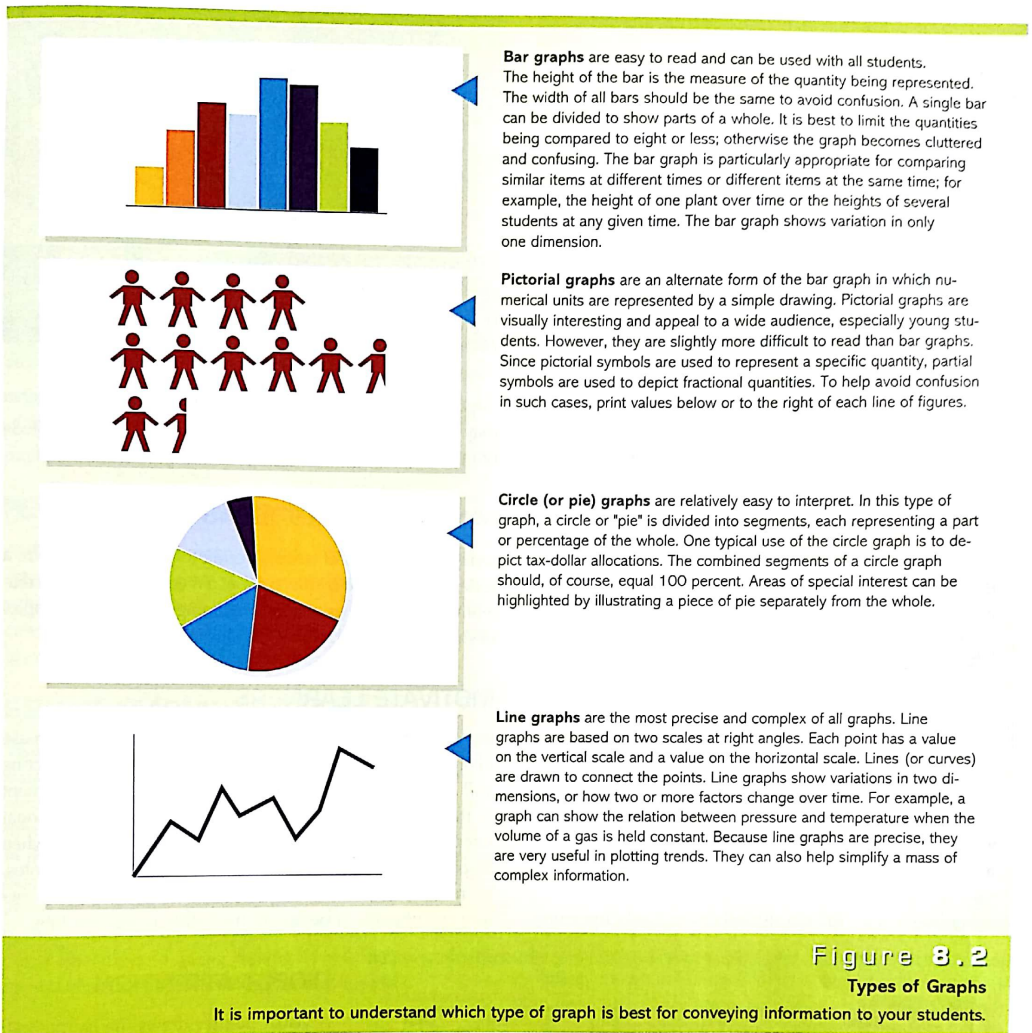 Bar graphs are easy to read and can be used with all students.
The height of the bar is the measure of the quantity being represented.
The width of all bars should be the same to avoid confusion. A single bar
can be divided to show parts of a whole. It is best to limit the quantities
being compared to eight or less; otherwise the graph becomes cluttered
and confusing. The bar graph is particularly appropriate for comparing
similar items at different times or different items at the same time; for
example, the height of one plant over time or the heights of several
students at any given time. The bar graph shows variation in only
one dimension.
Pictorial graphs are an alternate form of the bar graph in which nu-
merical units are represented by a simple drawing. Pictorial graphs are
visually interesting and appeal to a wide audience, especially young stu-
dents. However, they are slightly more difficult to read than bar graphs.
Since pictorial symbols are used to represent a specific quantity, partial
symbols are used to depict fractional quantities. To help avoid confusion
in such cases, print values below or to the right of each line of figures.
Circle (or pie) graphs are relatively easy to interpret. In this type of
graph, a circle or "pie" is divided into segments, each representing a part
or percentage of the whole. One typical use of the circle graph is to de-
pict tax-dollar allocations. The combined segments of a circle graph
should, of course, equal 100 percent. Areas of special interest can be
highlighted by illustrating a piece of pie separately from the whole.
Line graphs are the most precise and complex of all graphs. Line
graphs are based on two scales at right angles. Each point has a value
on the vertical scale and a value on the horizontal scale. Lines (or curves)
are drawn to connect the points. Line graphs show variations in two di-
mensions, or how two or more factors change over time. For example, a
graph can show the relation between pressure and temperature when the
volume of a gas is held constant. Because line graphs are precise, they
are very useful in plotting trends. They can also help simplify a mass of
complex information.
Figure 8.2
Types of Graphs
It is important to understand which type of graph is best for conveying information to your students.